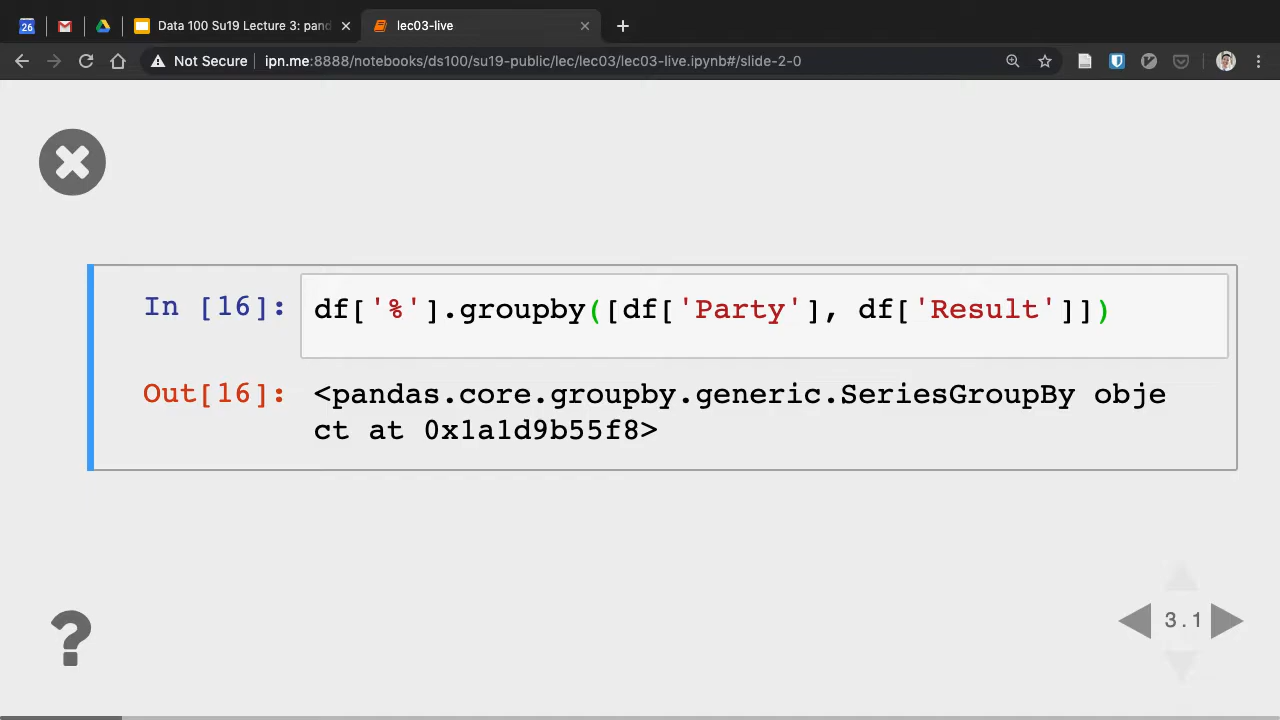 26
Data 100 Su19 Lecture 3: pand
lec03-live
Not Secure
ipn.me:8888/notebooks/ds100/su19-public/lec/lec03/lec03-live.ipynb#/slide-2-0
In [16]:
df['%'].groupby([df['Party'], df['Result']])
Out[16]:
<pandas.core.groupby.generic.SeriesGroupBy obje
ct at 0x1a1d9b55f8>
?
3.1